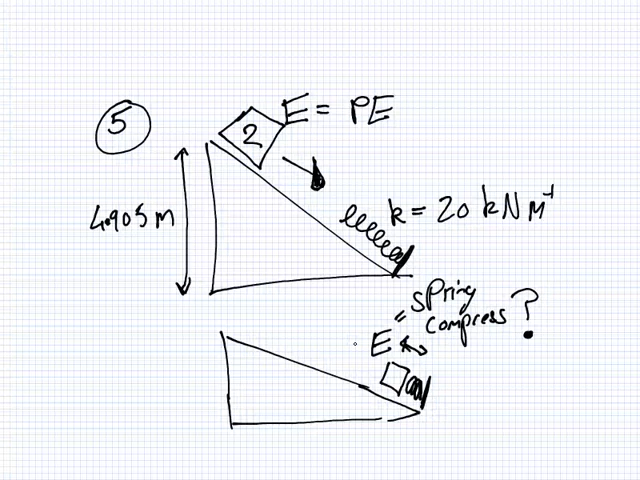 5
E = PE
2
4.905 m
k = 20 kN m⁻¹
= spring
compress ?
E